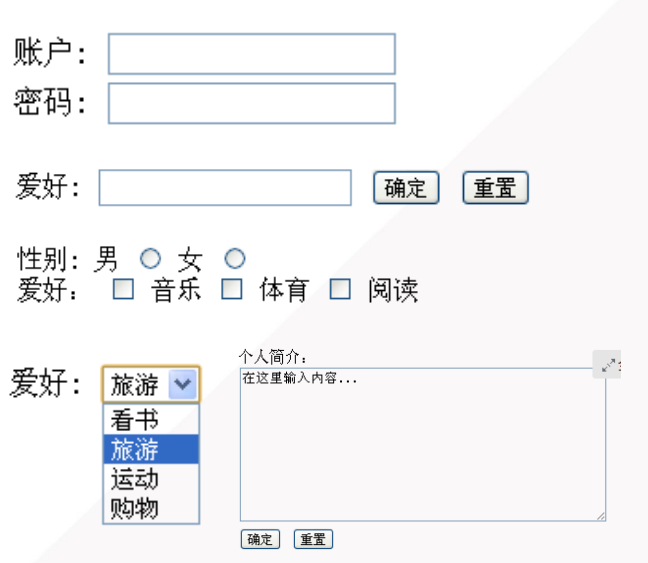 账户:
密码:
爱好: 确定 重置
性别: 男 女
爱好: 音乐 体育 阅读
爱好: 旅游
看书
旅游
运动
购物
个人简介:
在这里输入内容...
确定 重置